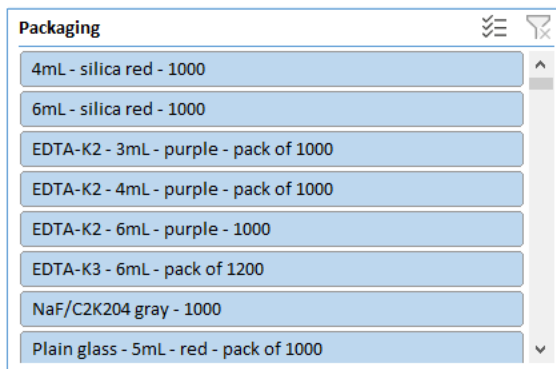 Packaging
4mL - silica red - 1000
6mL - silica red - 1000
EDTA-K2 - 3mL - purple - pack of 1000
EDTA-K2 - 4mL - purple - pack of 1000
EDTA-K2 - 6mL - purple - 1000
EDTA-K3 - 6mL - pack of 1200
NaF/C2K204 gray - 1000
Plain glass - 5mL - red - pack of 1000